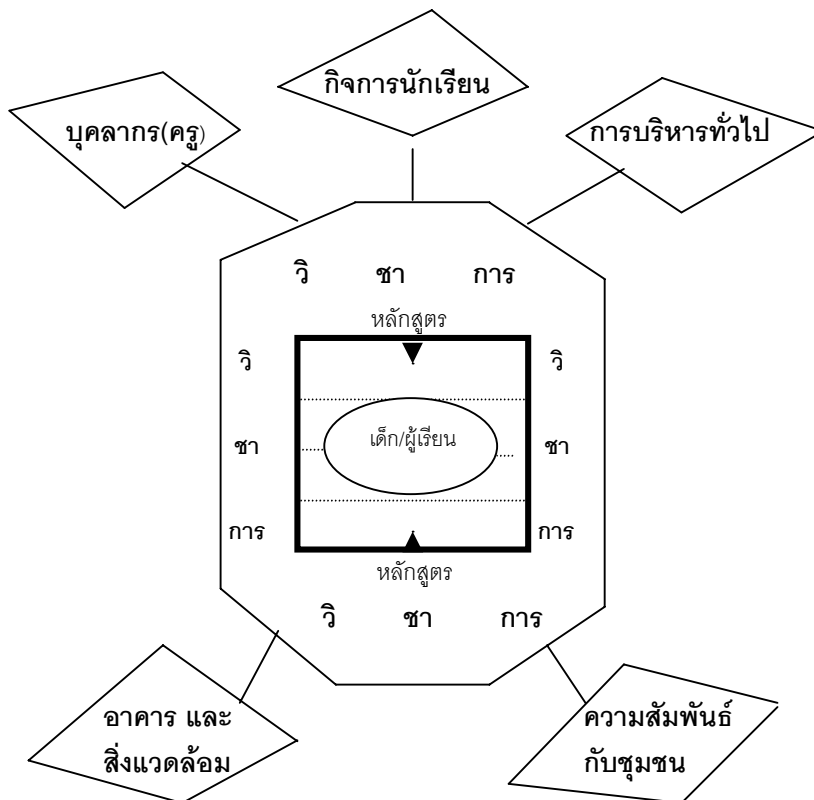 กิจการนักเรียน
บุคลากร(ครู)
การบริหารทั่วไป
วิ ชา การ
หลักสูตร
วิ วิ
เด็ก/ผู้เรียน
ชา ชา
การ การ
หลักสูตร
วิ ชา การ
อาคาร และ
สิ่งแวดล้อม
ความสัมพันธ์
กับชุมชน